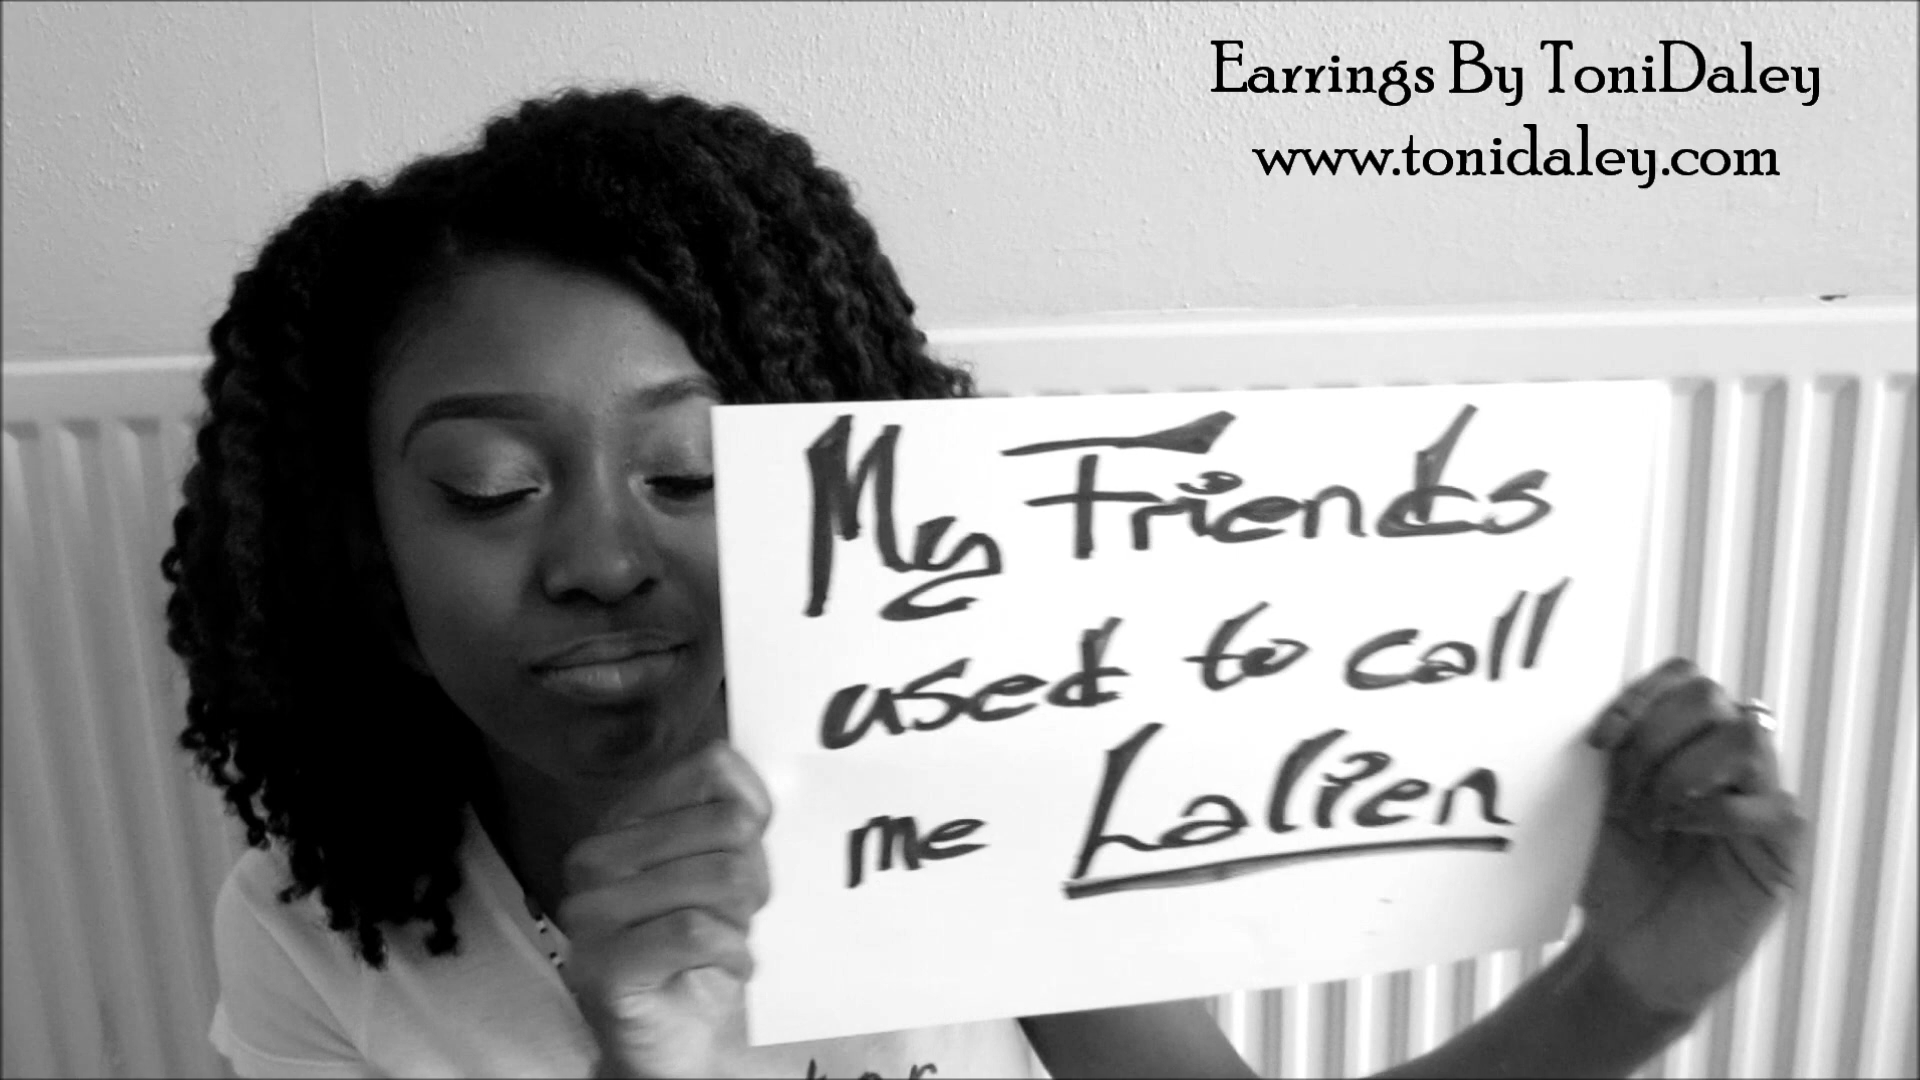 Earrings By ToniDaley
www.tonidaley.com
My Friends
used to call
me Lalien